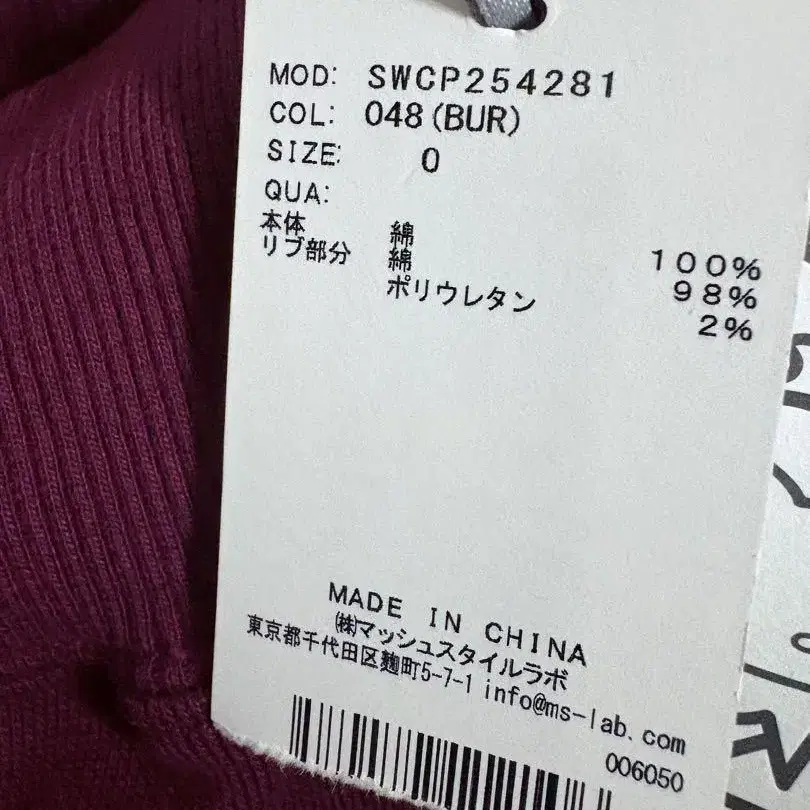 MOD: SWCP254281
COL: 048(BUR)
SIZE: 0
QUA:
本体 綿 100%
リブ部分 綿 98%
ポリウレタン 2%
MADE IN CHINA
㈱マッシュスタイルラボ
東京都千代田区麹町5-7-1 info@ms-lab.com
006050